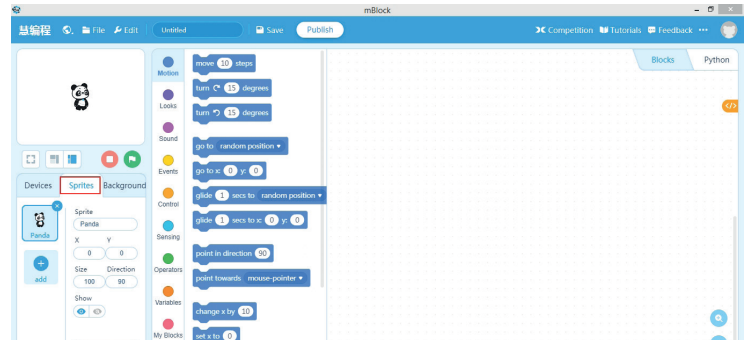 mBlock
慧编程 File Edit Untitled Save Publish Competition Tutorials Feedback
Blocks Python
Motion
Looks
Sound
Events
Control
Sensing
Operators
Variables
My Blocks
move 10 steps
turn 15 degrees
turn 15 degrees
go to random position
go to x: 0 y: 0
glide 1 secs to random position
glide 1 secs to x: 0 y: 0
point in direction 90
point towards mouse-pointer
change x by 10
set x to 0
Devices Sprites Background
Panda
add
Sprite
Panda
X Y
0 0
Size Direction
100 90
Show